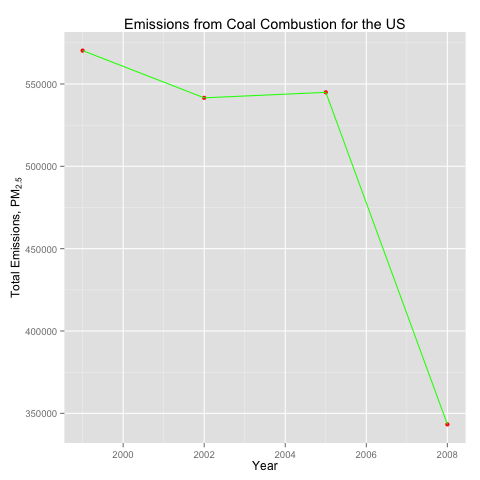 Emissions from Coal Combustion for the US
Total Emissions, PM2.5
550000
500000
450000
400000
350000
2000 2002 2004 2006 2008
Year